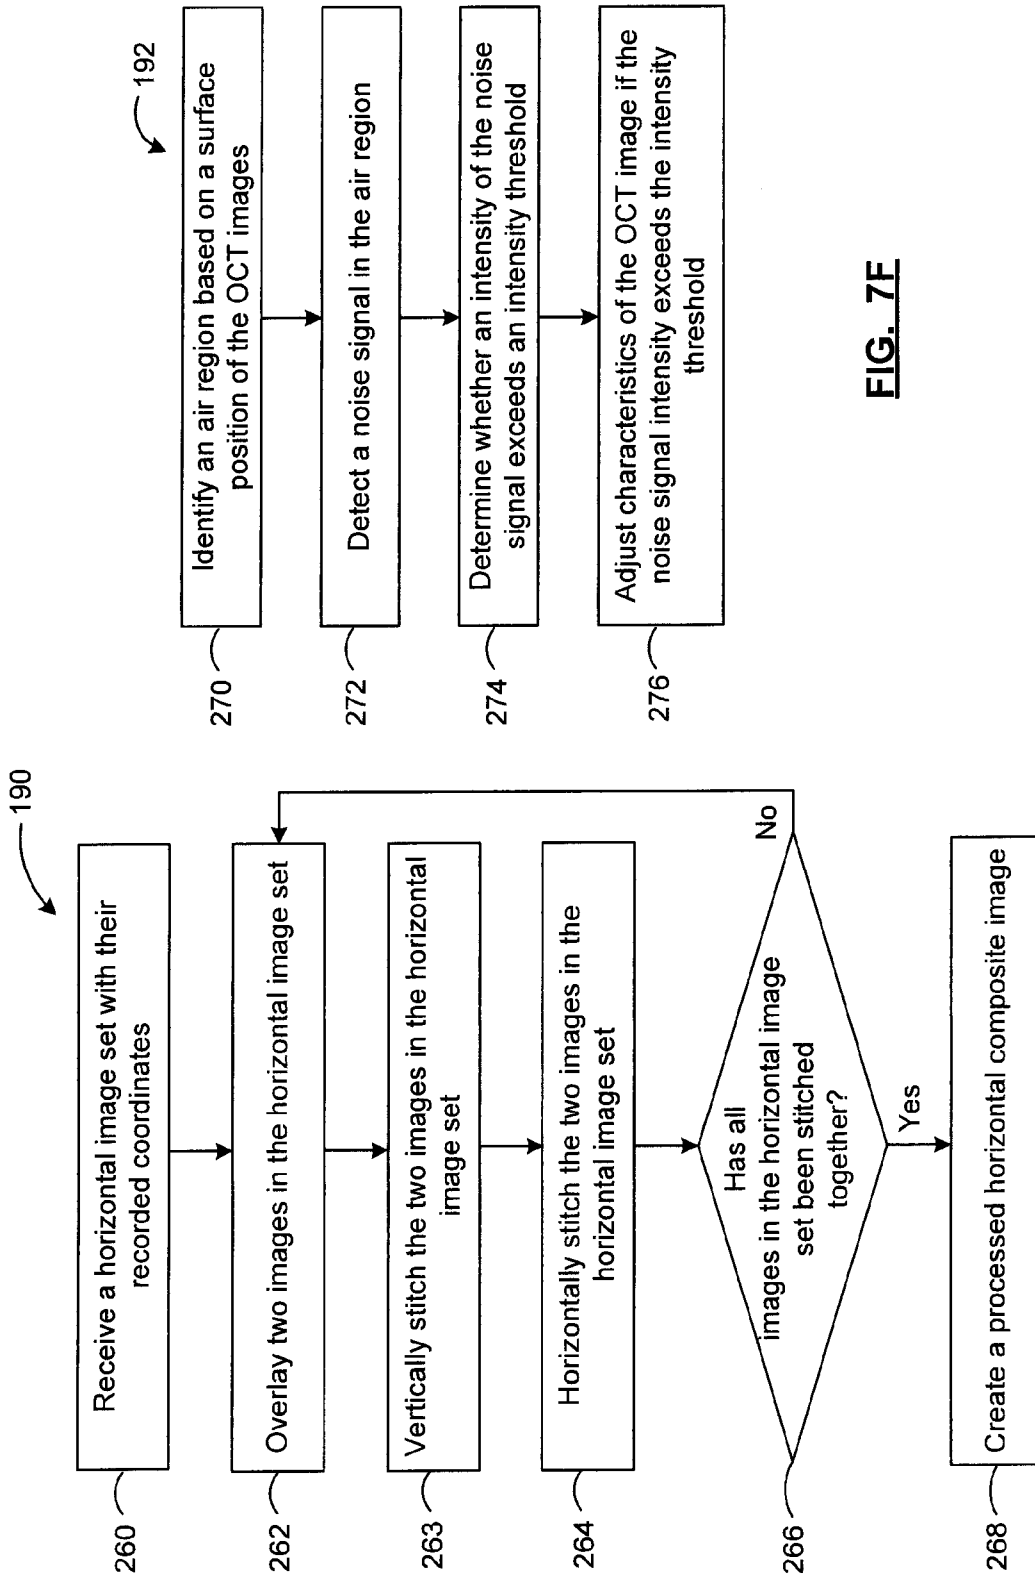 190
260
Receive a horizontal image set with their
recorded coordinates
262
Overlay two images in the horizontal image set
263
Vertically stitch the two images in the horizontal
image set
264
Horizontally stitch the two images in the
horizontal image set
266
Has all
images in the horizontal image
set been stitched
together?
No
Yes
268
Create a processed horizontal composite image
192
270
Identify an air region based on a surface
position of the OCT images
272
Detect a noise signal in the air region
274
Determine whether an intensity of the noise
signal exceeds an intensity threshold
276
Adjust characteristics of the OCT image if the
noise signal intensity exceeds the intensity
threshold
FIG. 7F